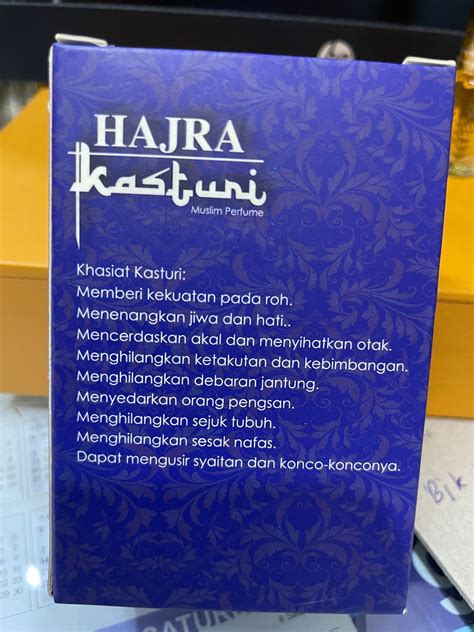 HAJRA
Kasturi
Muslim Perfume
Khasiat Kasturi:
Memberi kekuatan pada roh.
Menenangkan jiwa dan hati..
Mencerdaskan akal dan menyihatkan otak.
Menghilangkan ketakutan dan kebimbangan.
Menghilangkan debaran jantung.
Menyedarkan orang pengsan.
Menghilangkan sejuk tubuh.
Menghilangkan sesak nafas.
Dapat mengusir syaitan dan konco-konconya.